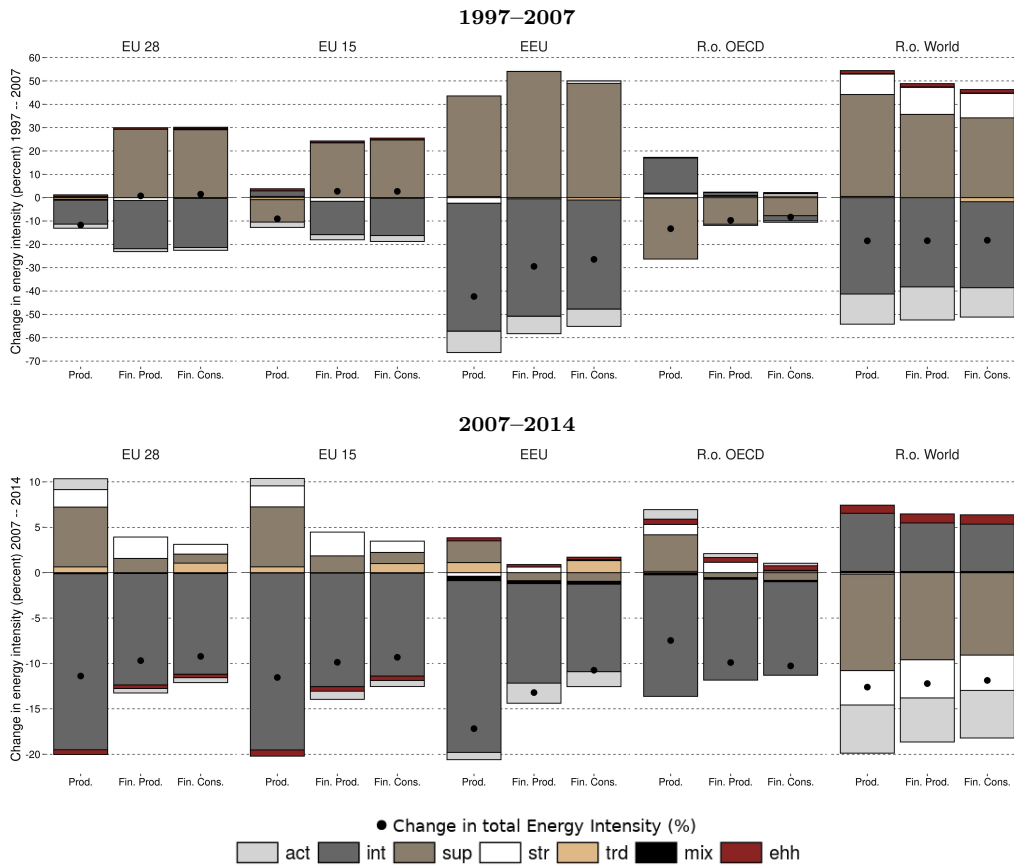 1997–2007
EU 28 EU 15 EEU R.o. OECD R.o. World
Change in energy intensity (percent) 1997 -- 2007
60
50
40
30
20
10
0
-10
-20
-30
-40
-50
-60
-70
Prod. Fin. Prod. Fin. Cons. Prod. Fin. Prod. Fin. Cons. Prod. Fin. Prod. Fin. Cons. Prod. Fin. Prod. Fin. Cons. Prod. Fin. Prod. Fin. Cons.
2007–2014
EU 28 EU 15 EEU R.o. OECD R.o. World
Change in energy intensity (percent) 2007 -- 2014
10
5
0
-5
-10
-15
-20
Prod. Fin. Prod. Fin. Cons. Prod. Fin. Prod. Fin. Cons. Prod. Fin. Prod. Fin. Cons. Prod. Fin. Prod. Fin. Cons. Prod. Fin. Prod. Fin. Cons.
Change in total Energy Intensity (%)
act int sup str trd mix ehh